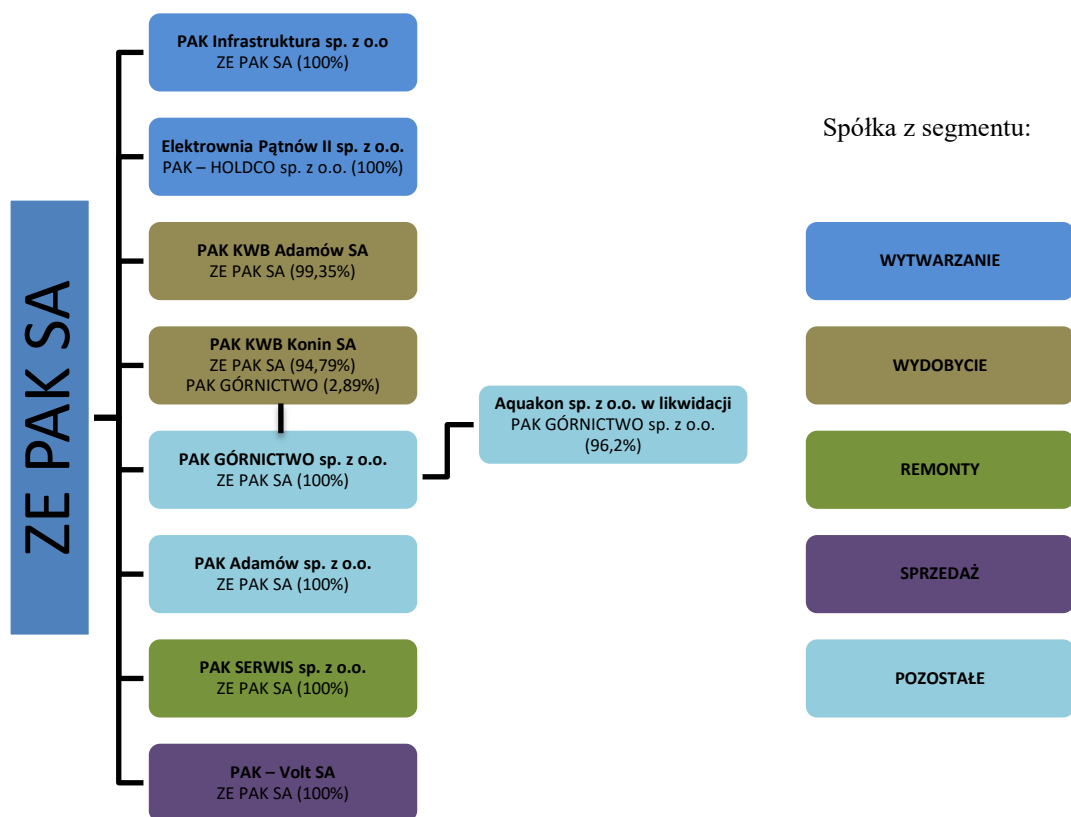 ZE PAK SA
PAK Infrastruktura sp. z o.o
ZE PAK SA (100%)
Elektrownia Pątnów II sp. z o.o.
PAK – HOLDCO sp. z o.o. (100%)
PAK KWB Adamów SA
ZE PAK SA (99,35%)
PAK KWB Konin SA
ZE PAK SA (94,79%)
PAK GÓRNICTWO (2,89%)
PAK GÓRNICTWO sp. z o.o.
ZE PAK SA (100%)
Aquakon sp. z o.o. w likwidacji
PAK GÓRNICTWO sp. z o.o.
(96,2%)
PAK Adamów sp. z o.o.
ZE PAK SA (100%)
PAK SERWIS sp. z o.o.
ZE PAK SA (100%)
PAK – Volt SA
ZE PAK SA (100%)
Spółka z segmentu:
WYTWARZANIE
WYDOBYCIE
REMONTY
SPRZEDAŻ
POZOSTAŁE